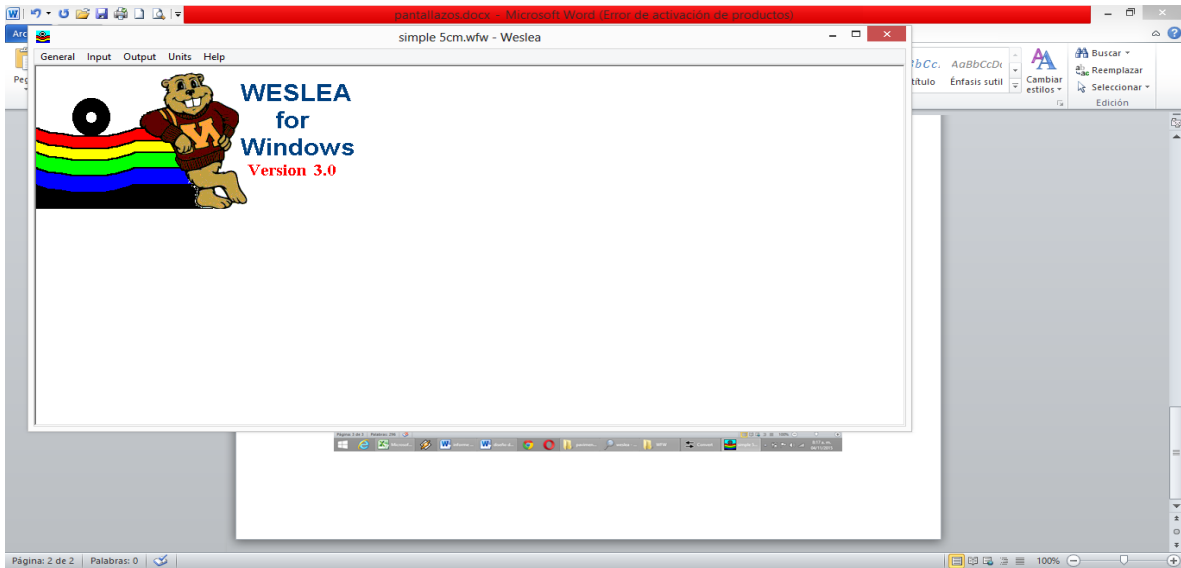 pantallazos.docx - Microsoft Word (Error de activación de productos)
simple 5cm.wfw - Weslea
General Input Output Units Help
WESLEA
for
Windows
Version 3.0
AaBbCcDc
Énfasis sutil
Cambiar
estilos
Buscar
Reemplazar
Seleccionar
Edición
Página: 2 de 2
Palabras: 0
100%